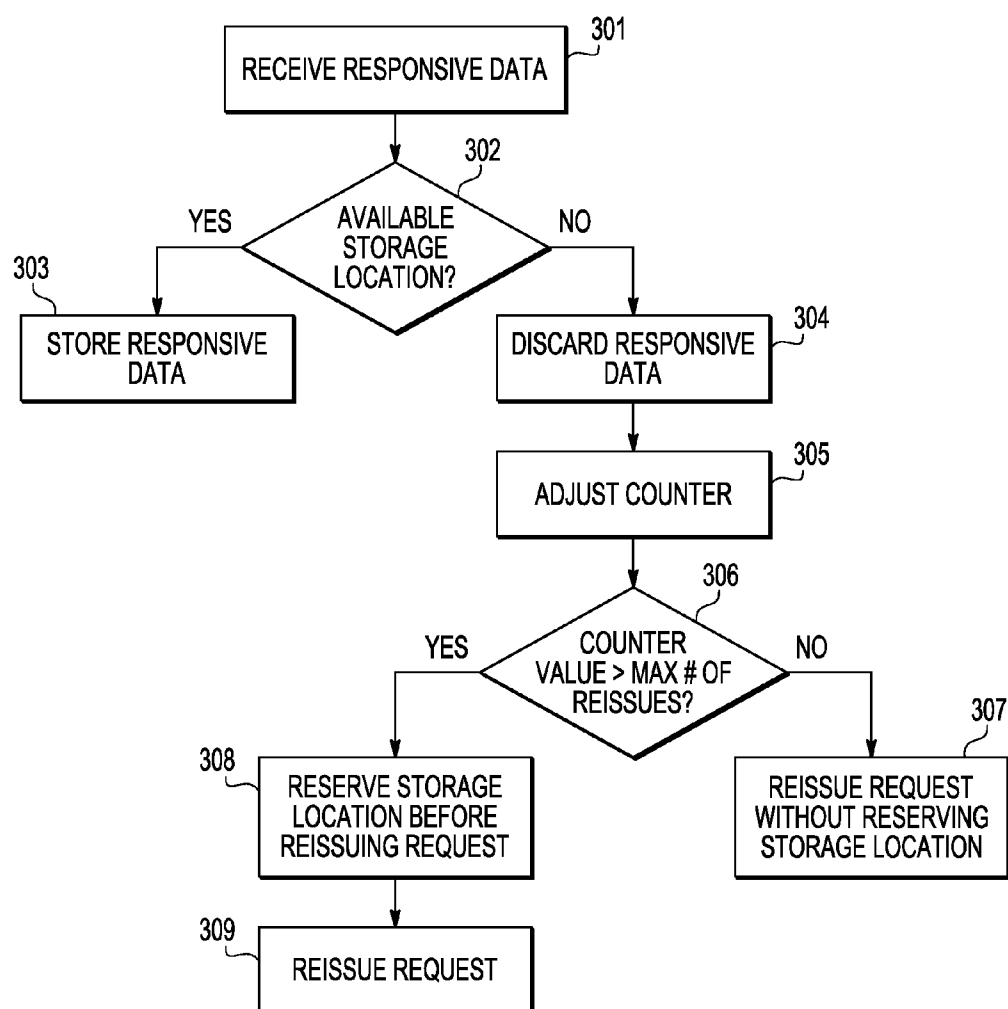 301
RECEIVE RESPONSIVE DATA
302
AVAILABLE
STORAGE
LOCATION?
YES
NO
303
STORE RESPONSIVE
DATA
304
DISCARD RESPONSIVE
DATA
305
ADJUST COUNTER
306
COUNTER
VALUE > MAX # OF
REISSUES?
YES
NO
307
REISSUE REQUEST
WITHOUT RESERVING
STORAGE LOCATION
308
RESERVE STORAGE
LOCATION BEFORE
REISSUING REQUEST
309
REISSUE REQUEST